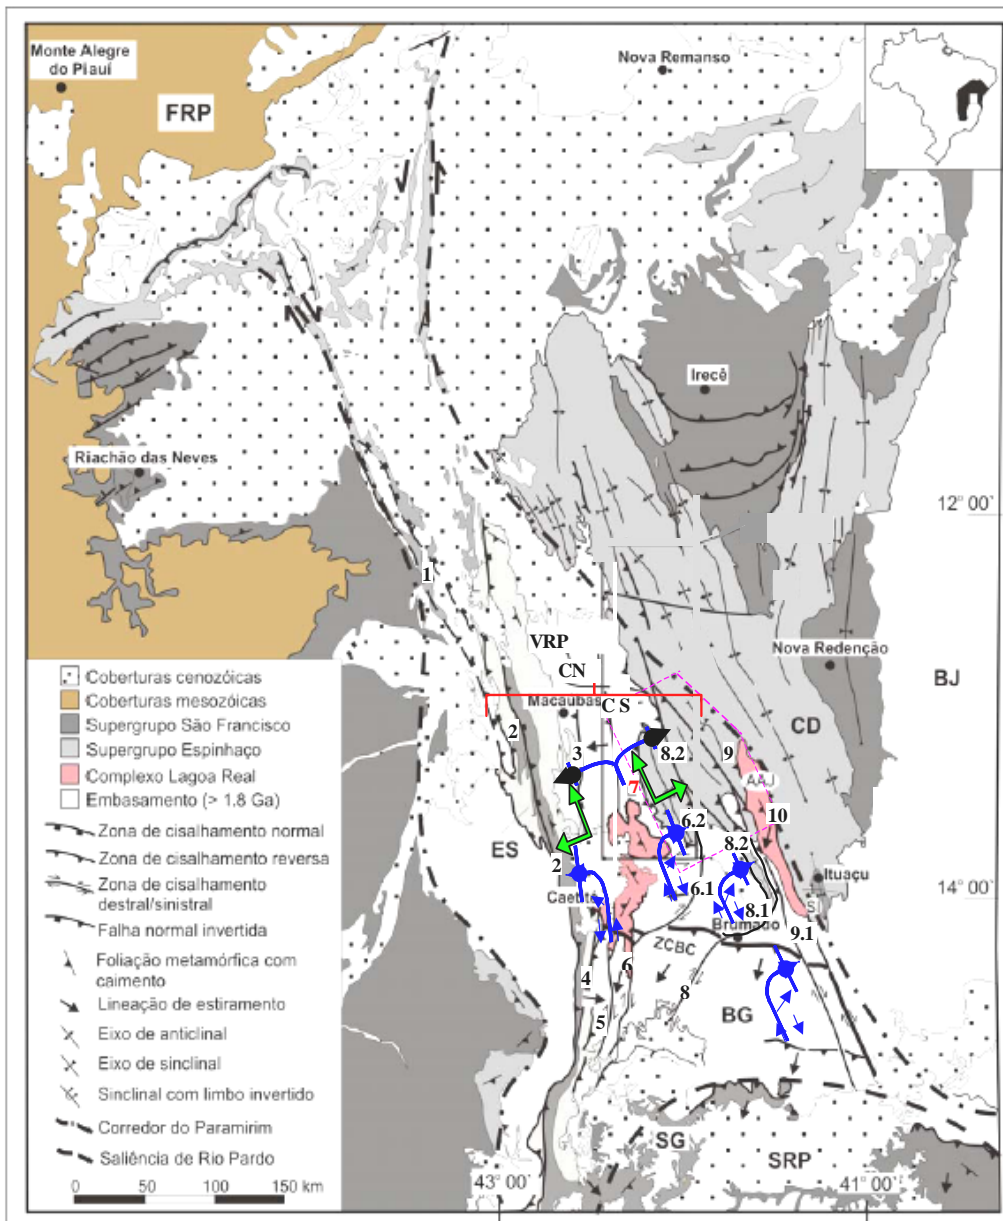 Monte Alegre
do Piauí
Nova Remanso
FRP
Irecê
Riachão das Neves
12° 00'
1
VRP
Nova Redenção
CN
BJ
Macaubas
C S
CD
2
3
8.2
9
AAJ
7
10
6.2
ES
8.2
2
Ituaçu
6.1
14° 00'
Caetité
8.1
SI
Brumado
9.1
ZCBC
4
6
8
5
BG
SG
SRP
43° 00'
41° 00'
Coberturas cenozóicas
Coberturas mesozóicas
Supergrupo São Francisco
Supergrupo Espinhaço
Complexo Lagoa Real
Embasamento (> 1.8 Ga)
Zona de cisalhamento normal
Zona de cisalhamento reversa
Zona de cisalhamento
destral/sinistral
Falha normal invertida
Foliação metamórfica com
caimento
Lineação de estiramento
Eixo de anticlinal
Eixo de sinclinal
Sinclinal com limbo invertido
Corredor do Paramirim
Saliência de Rio Pardo
0 50 100 150 km